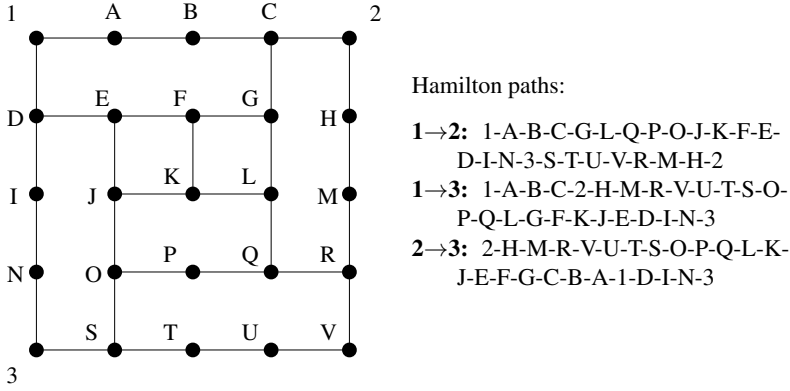 1 A B C 2
D E F G H
I J K L M
N O P Q R
S T U V
3
Hamilton paths:
1→2: 1-A-B-C-G-L-Q-P-O-J-K-F-E-
D-I-N-3-S-T-U-V-R-M-H-2
1→3: 1-A-B-C-2-H-M-R-V-U-T-S-O-
P-Q-L-G-F-K-J-E-D-I-N-3
2→3: 2-H-M-R-V-U-T-S-O-P-Q-L-K-
J-E-F-G-C-B-A-1-D-I-N-3